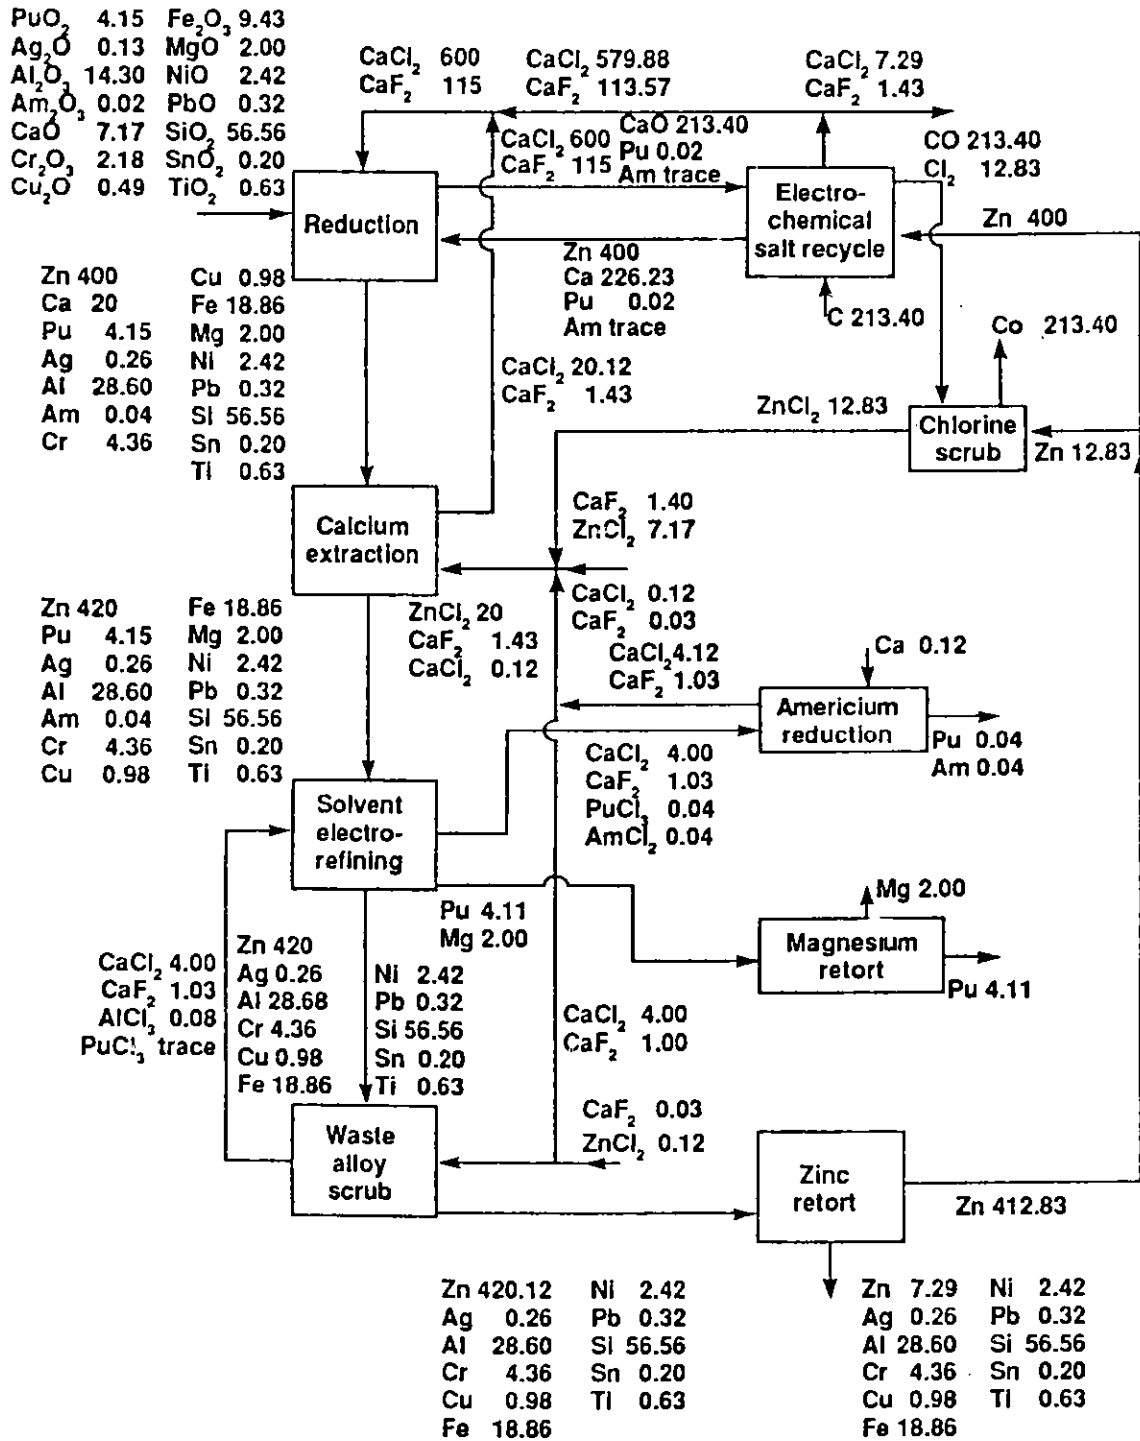 PuO₂ 4.15 Fe₂O₃ 9.43
Ag₂O 0.13 MgO 2.00
Al₂O₃ 14.30 NiO 2.42
Am₂O₃ 0.02 PbO 0.32
CaO 7.17 SiO₂ 56.56
Cr₂O₃ 2.18 SnO₂ 0.20
Cu₂O 0.49 TiO₂ 0.63
CaCl₂ 600
CaF₂ 115
CaCl₂ 579.88
CaF₂ 113.57
CaCl₂ 7.29
CaF₂ 1.43
CaCl₂ 600
CaF₂ 115
CaO 213.40
Pu 0.02
Am trace
CO 213.40
Cl₂ 12.83
Reduction
Electro-
chemical
salt recycle
Zn 400
Zn 400
Ca 226.23
Pu 0.02
Am trace
C 213.40
Co 213.40
Zn 400 Cu 0.98
Ca 20 Fe 18.86
Pu 4.15 Mg 2.00
Ag 0.26 Ni 2.42
Al 28.60 Pb 0.32
Am 0.04 Si 56.56
Cr 4.36 Sn 0.20
Ti 0.63
CaCl₂ 20.12
CaF₂ 1.43
ZnCl₂ 12.83
Chlorine
scrub
Zn 12.83
Calcium
extraction
CaF₂ 1.40
ZnCl₂ 7.17
ZnCl₂ 20
CaF₂ 1.43
CaCl₂ 0.12
CaCl₂ 0.12
CaF₂ 0.03
CaCl₂ 4.12
CaF₂ 1.03
Ca 0.12
Zn 420 Fe 18.86
Pu 4.15 Mg 2.00
Ag 0.26 Ni 2.42
Al 28.60 Pb 0.32
Am 0.04 Si 56.56
Cr 4.36 Sn 0.20
Cu 0.98 Ti 0.63
Americium
reduction
Pu 0.04
Am 0.04
CaCl₂ 4.00
CaF₂ 1.03
PuCl₃ 0.04
AmCl₂ 0.04
Solvent
electro-
refining
Pu 4.11
Mg 2.00
Mg 2.00
Magnesium
retort
Pu 4.11
CaCl₂ 4.00
CaF₂ 1.03
AlCl₃ 0.08
PuCl₃ trace
Zn 420
Ag 0.26 Ni 2.42
Al 28.68 Pb 0.32
Cr 4.36 Si 56.56
Cu 0.98 Sn 0.20
Fe 18.86 Ti 0.63
CaCl₂ 4.00
CaF₂ 1.00
Waste
alloy
scrub
CaF₂ 0.03
ZnCl₂ 0.12
Zinc
retort
Zn 412.83
Zn 420.12 Ni 2.42
Ag 0.26 Pb 0.32
Al 28.60 Si 56.56
Cr 4.36 Sn 0.20
Cu 0.98 Ti 0.63
Fe 18.86
Zn 7.29 Ni 2.42
Ag 0.26 Pb 0.32
Al 28.60 Si 56.56
Cr 4.36 Sn 0.20
Cu 0.98 Ti 0.63
Fe 18.86